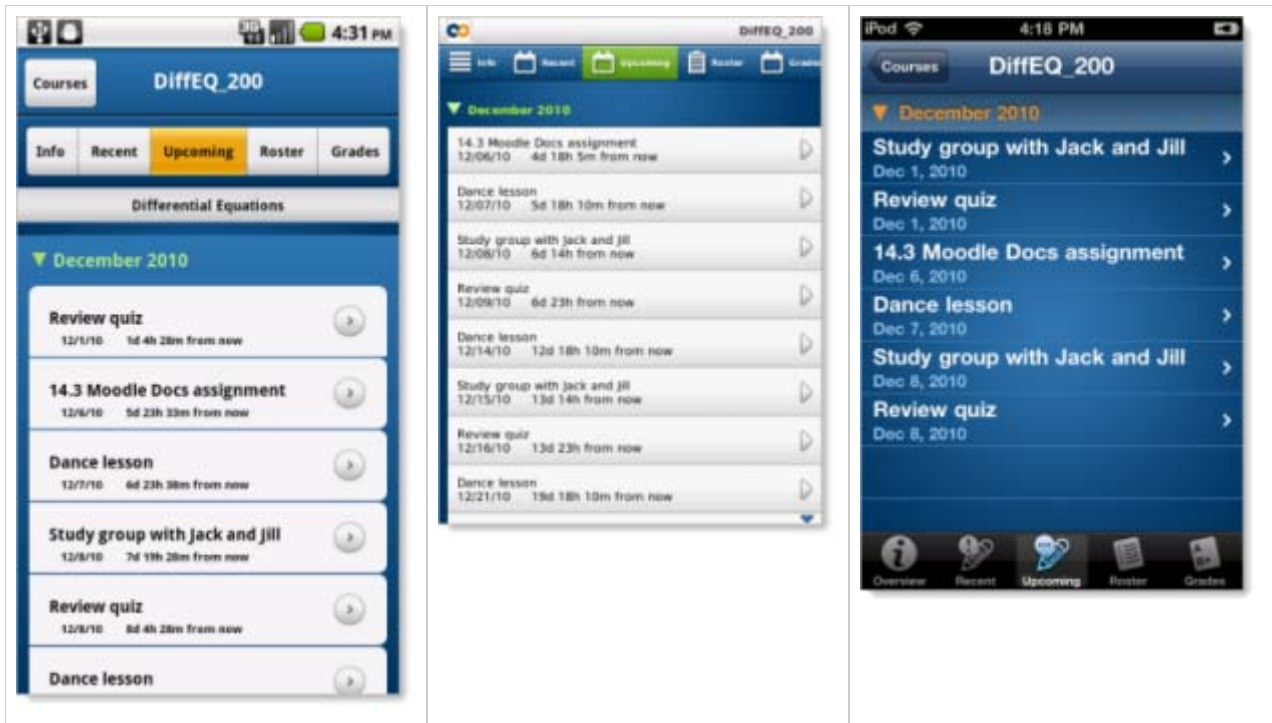 4:31 PM
Courses
DiffEQ_200
Info
Recent
Upcoming
Roster
Grades
Differential Equations
December 2010
Review quiz
12/1/10 1d 4h 28m from now
14.3 Moodle Docs assignment
12/6/10 5d 23h 33m from now
Dance lesson
12/7/10 6d 23h 38m from now
Study group with Jack and Jill
12/8/10 7d 19h 28m from now
Review quiz
12/8/10 8d 4h 28m from now
Dance lesson
DiffEQ_200
Info
Recent
Upcoming
Roster
Grades
December 2010
14.3 Moodle Docs assignment
12/06/10 4d 18h 5m from now
Dance lesson
12/07/10 5d 18h 10m from now
Study group with Jack and Jill
12/08/10 6d 14h from now
Review quiz
12/09/10 6d 23h from now
Dance lesson
12/14/10 12d 18h 10m from now
Study group with Jack and Jill
12/15/10 13d 14h from now
Review quiz
12/16/10 13d 23h from now
Dance lesson
12/21/10 19d 18h 10m from now
iPod
4:18 PM
Courses
DiffEQ_200
December 2010
Study group with Jack and Jill
Dec 1, 2010
Review quiz
Dec 1, 2010
14.3 Moodle Docs assignment
Dec 6, 2010
Dance lesson
Dec 7, 2010
Study group with Jack and Jill
Dec 8, 2010
Review quiz
Dec 8, 2010
Overview
Recent
Upcoming
Roster
Grades